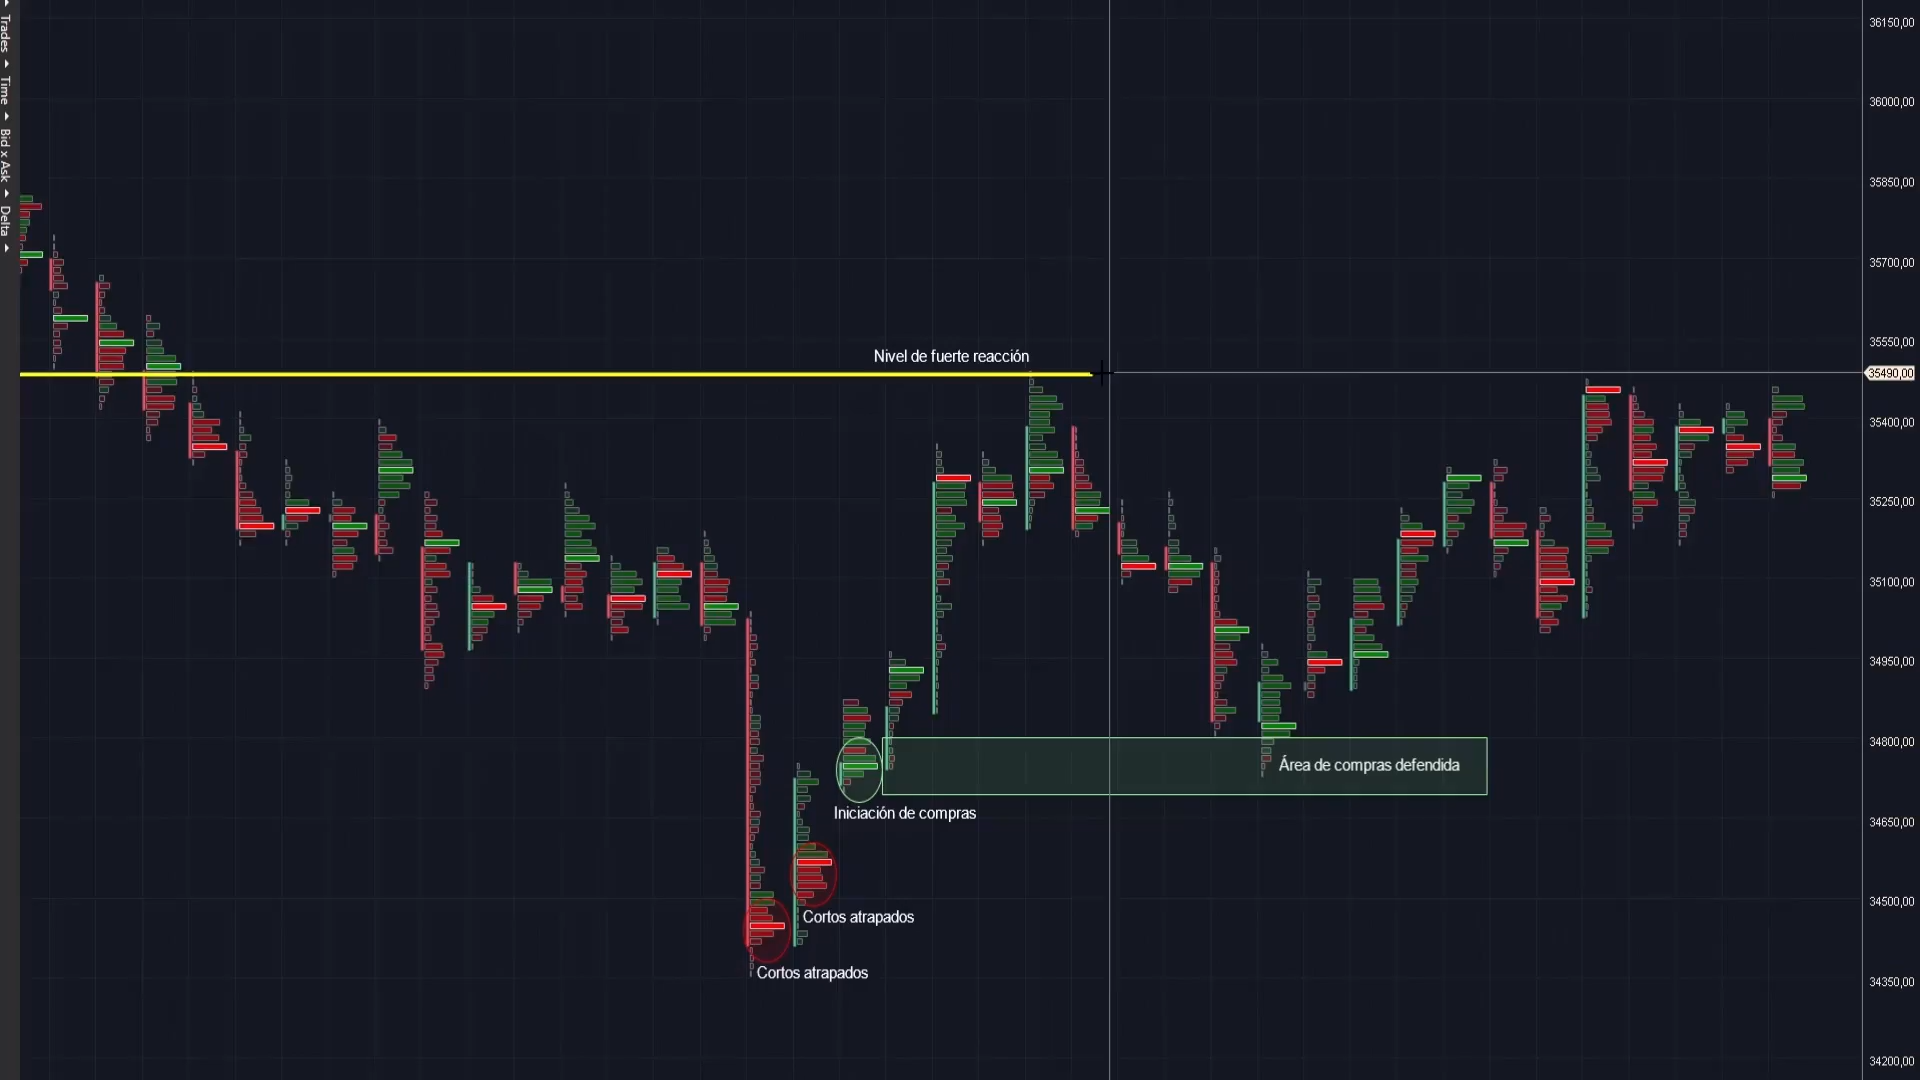 Trades
Time
Bid x Ask
Delta
36150,00
36000,00
35850,00
35700,00
35550,00
35490,00
35400,00
35250,00
35100,00
34950,00
34800,00
34650,00
34500,00
34350,00
34200,00
Nivel de fuerte reacción
Área de compras defendida
Iniciación de compras
Cortos atrapados
Cortos atrapados